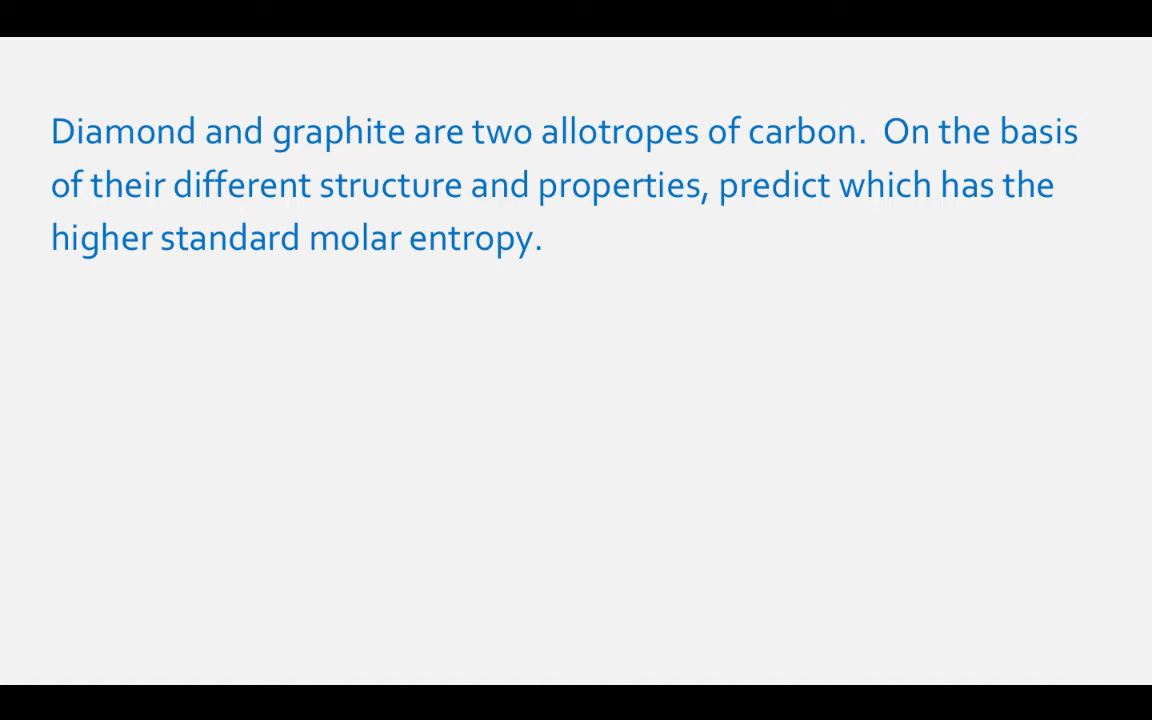 Diamond and graphite are two allotropes of carbon.  On the basis
of their different structure and properties, predict which has the
higher standard molar entropy.